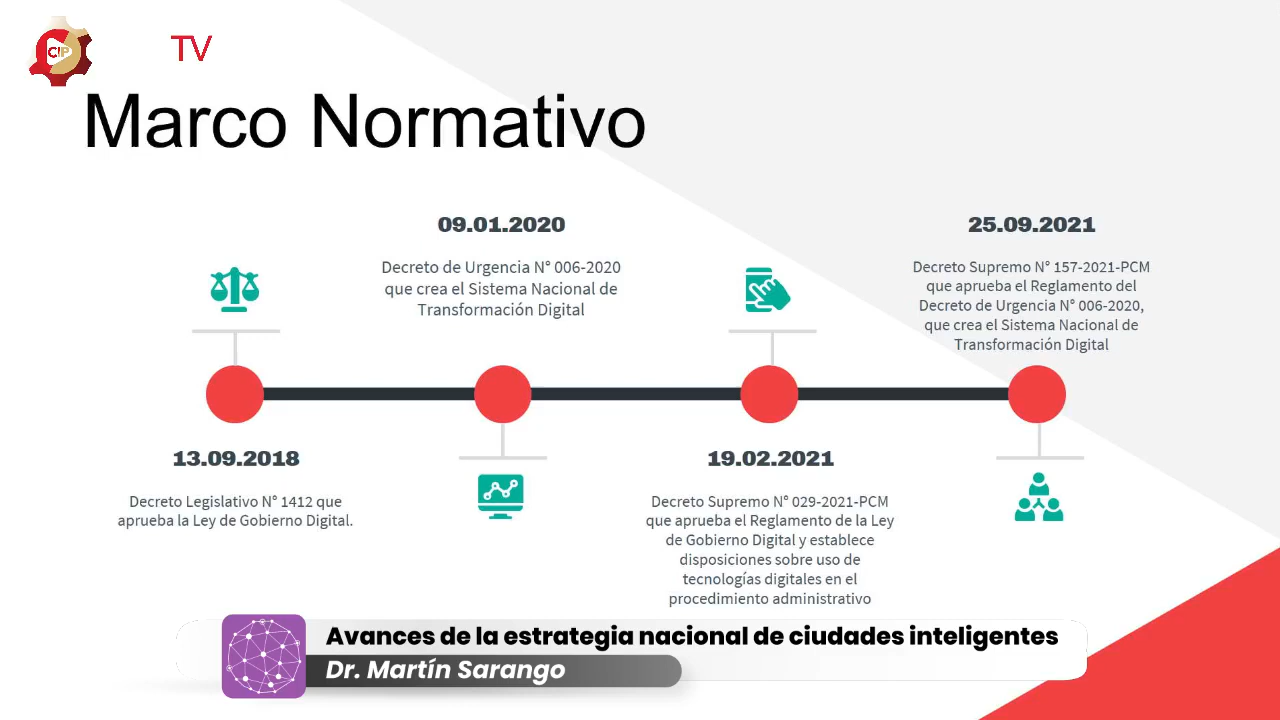 CIP
TV
Marco Normativo
09.01.2020
Decreto de Urgencia N° 006-2020
que crea el Sistema Nacional de
Transformación Digital
25.09.2021
Decreto Supremo N° 157-2021-PCM
que aprueba el Reglamento del
Decreto de Urgencia N° 006-2020,
que crea el Sistema Nacional de
Transformación Digital
13.09.2018
Decreto Legislativo N° 1412 que
aprueba la Ley de Gobierno Digital.
19.02.2021
Decreto Supremo N° 029-2021-PCM
que aprueba el Reglamento de la Ley
de Gobierno Digital y establece
disposiciones sobre uso de
tecnologías digitales en el
procedimiento administrativo
Avances de la estrategia nacional de ciudades inteligentes
Dr. Martín Sarango